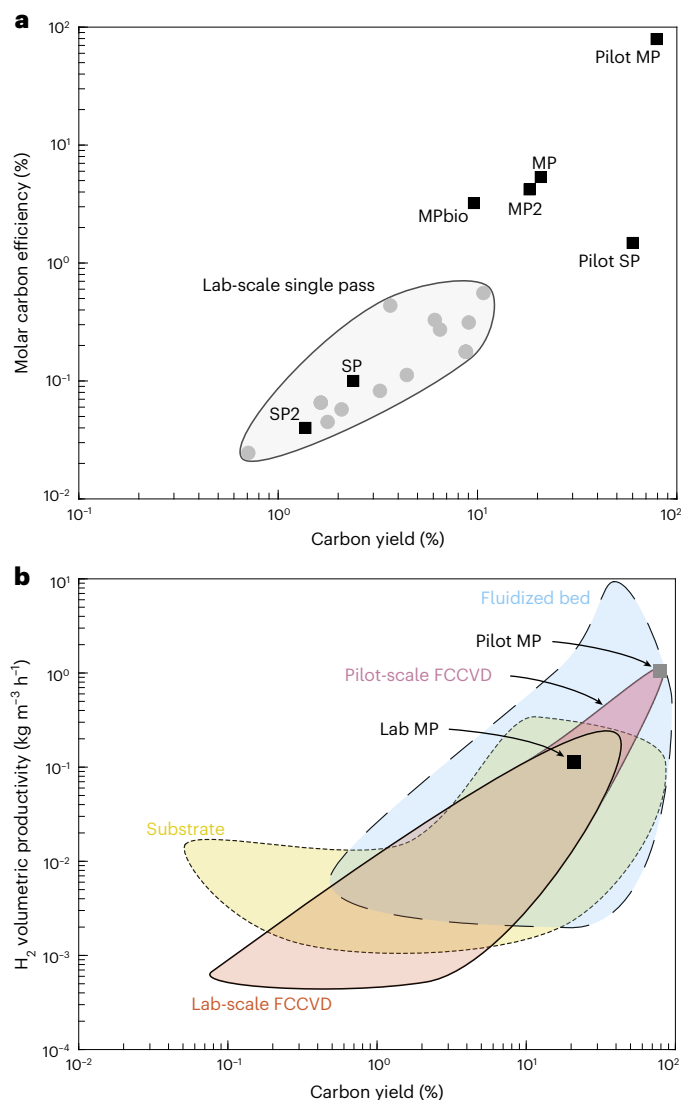 a
10²
Pilot MP
10¹
MP
MP2
MPbio
Molar carbon efficiency (%)
10⁰
Pilot SP
Lab-scale single pass
SP
10⁻¹
SP2
10⁻²
10⁻¹
10⁰
10¹
10²
Carbon yield (%)
b
10¹
Fluidized bed
Pilot MP
10⁰
Pilot-scale FCCVD
Lab MP
H₂ volumetric productivity (kg m⁻³ h⁻¹)
10⁻¹
Substrate
10⁻²
10⁻³
Lab-scale FCCVD
10⁻⁴
10⁻²
10⁻¹
10⁰
10¹
10²
Carbon yield (%)